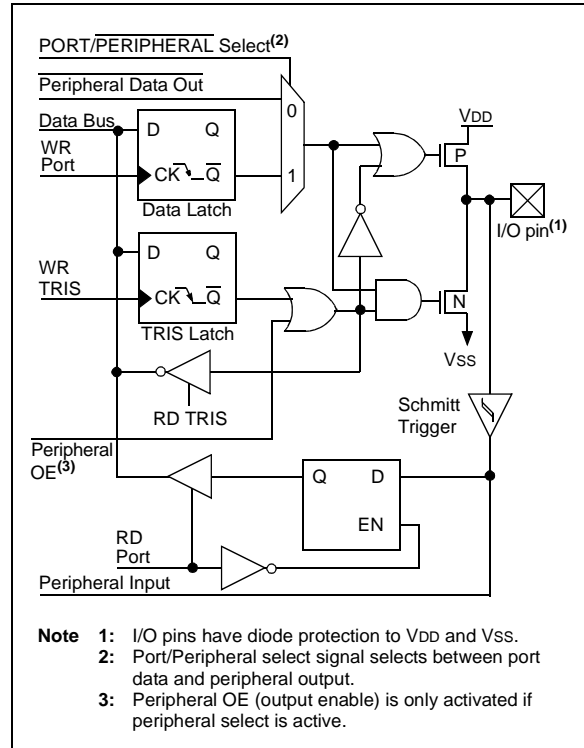 PORT/PERIPHERAL Select(2)
Peripheral Data Out
Data Bus
WR
Port
D Q
CK Q
Data Latch
0
1
VDD
P
I/O pin(1)
WR
TRIS
D Q
CK Q
TRIS Latch
N
VSS
RD TRIS
Schmitt
Trigger
Peripheral
OE(3)
Q D
EN
RD
Port
Peripheral Input
Note 1: I/O pins have diode protection to VDD and VSS.
2: Port/Peripheral select signal selects between port
data and peripheral output.
3: Peripheral OE (output enable) is only activated if
peripheral select is active.